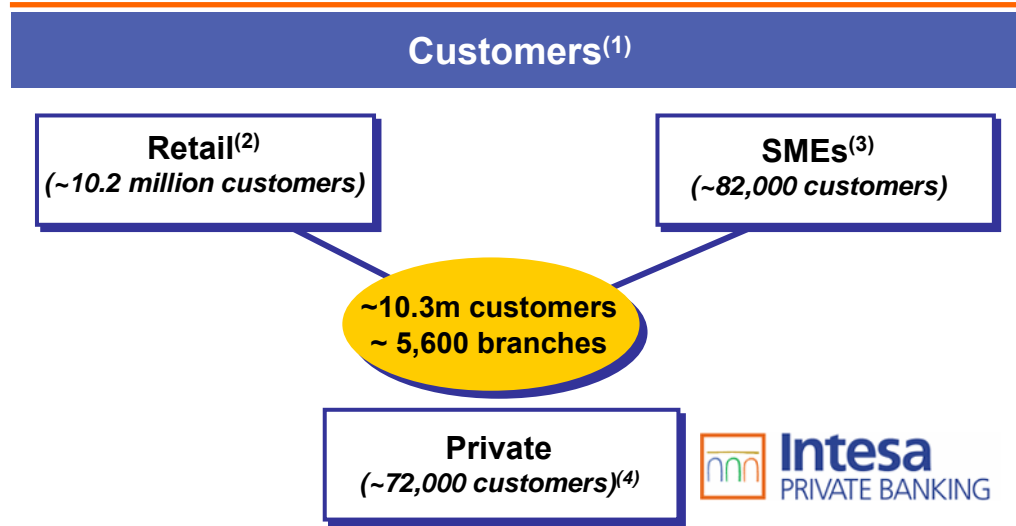 Customers(1)
Retail(2)
(~10.2 million customers)
SMEs(3)
(~82,000 customers)
~10.3m customers
~ 5,600 branches
Private
(~72,000 customers)(4)
Intesa
PRIVATE BANKING